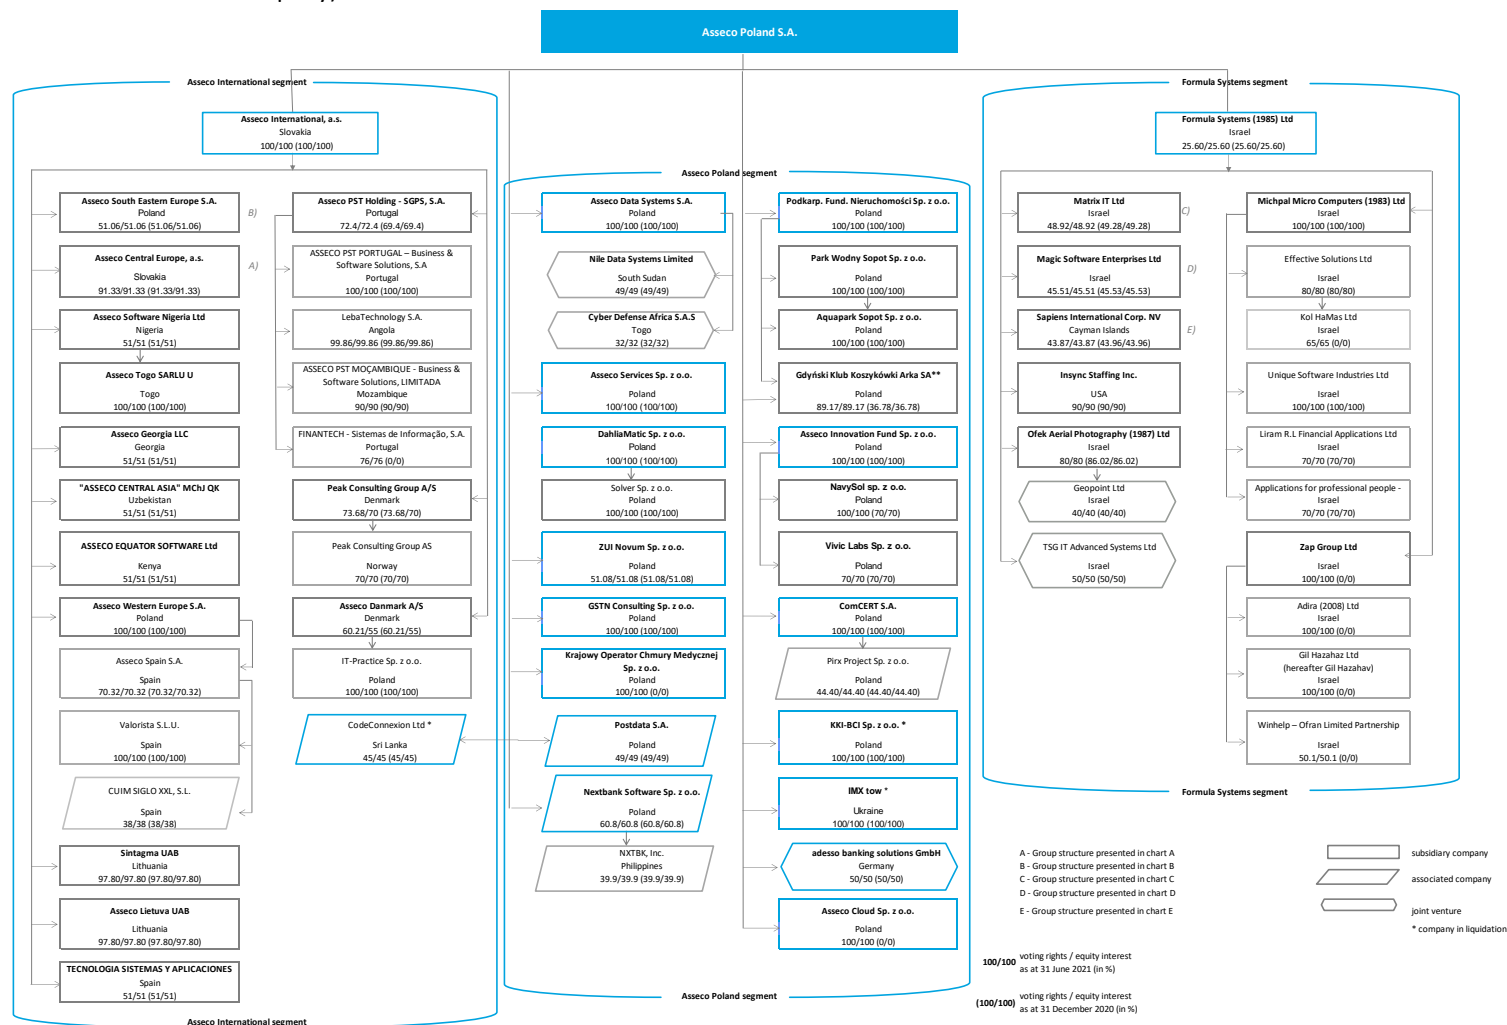 Asseco Poland S.A.
Asseco International segment
Asseco International, a.s.
Slovakia
100/100 (100/100)
Asseco South Eastern Europe S.A.
Poland
51.06/51.06 (51.06/51.06)
B)
Asseco Central Europe, a.s.
Slovakia
91.33/91.33 (91.33/91.33)
A)
Asseco Software Nigeria Ltd
Nigeria
51/51 (51/51)
Asseco Togo SARLU U
Togo
100/100 (100/100)
Asseco Georgia LLC
Georgia
51/51 (51/51)
"ASSECO CENTRAL ASIA" MChJ QK
Uzbekistan
51/51 (51/51)
ASSECO EQUATOR SOFTWARE Ltd
Kenya
51/51 (51/51)
Asseco Western Europe S.A.
Poland
100/100 (100/100)
Asseco Spain S.A.
Spain
70.32/70.32 (70.32/70.32)
Valorista S.L.U.
Spain
100/100 (100/100)
CUIM SIGLO XXL, S.L.
Spain
38/38 (38/38)
Sintagma UAB
Lithuania
97.80/97.80 (97.80/97.80)
Asseco Lietuva UAB
Lithuania
97.80/97.80 (97.80/97.80)
TECNOLOGIA SISTEMAS Y APLICACIONES
Spain
51/51 (51/51)
Asseco PST Holding - SGPS, S.A.
Portugal
72.4/72.4 (69.4/69.4)
ASSECO PST PORTUGAL – Business &
Software Solutions, S.A
Portugal
100/100 (100/100)
LebaTechnology S.A.
Angola
99.86/99.86 (99.86/99.86)
ASSECO PST MOÇAMBIQUE - Business &
Software Solutions, LIMITADA
Mozambique
90/90 (90/90)
FINANTECH - Sistemas de Informação, S.A.
Portugal
76/76 (0/0)
Peak Consulting Group A/S
Denmark
73.68/70 (73.68/70)
Peak Consulting Group AS
Norway
70/70 (70/70)
Asseco Danmark A/S
Denmark
60.21/55 (60.21/55)
IT-Practice Sp. z o.o.
Poland
100/100 (100/100)
CodeConnexion Ltd *
Sri Lanka
45/45 (45/45)
Asseco International segment
Asseco Poland segment
Asseco Data Systems S.A.
Poland
100/100 (100/100)
Nile Data Systems Limited
South Sudan
49/49 (49/49)
Cyber Defense Africa S.A.S
Togo
32/32 (32/32)
Asseco Services Sp. z o.o.
Poland
100/100 (100/100)
DahliaMatic Sp. z o.o.
Poland
100/100 (100/100)
Solver Sp. z o.o.
Poland
100/100 (100/100)
ZUI Novum Sp. z o.o.
Poland
51.08/51.08 (51.08/51.08)
GSTN Consulting Sp. z o.o.
Poland
100/100 (100/100)
Krajowy Operator Chmury Medycznej
Sp. z o.o.
Poland
100/100 (0/0)
Postdata S.A.
Poland
49/49 (49/49)
Nextbank Software Sp. z o.o.
Poland
60.8/60.8 (60.8/60.8)
NXTBK, Inc.
Philippines
39.9/39.9 (39.9/39.9)
Podkarp. Fund. Nieruchomości Sp. z o.o.
Poland
100/100 (100/100)
Park Wodny Sopot Sp. z o.o.
Poland
100/100 (100/100)
Aquapark Sopot Sp. z o.o.
Poland
100/100 (100/100)
Gdyński Klub Koszykówki Arka SA**
Poland
89.17/89.17 (36.78/36.78)
Asseco Innovation Fund Sp. z o.o.
Poland
100/100 (100/100)
NavySol sp. z o.o.
Poland
100/100 (70/70)
Vivic Labs Sp. z o.o.
Poland
70/70 (70/70)
ComCERT S.A.
Poland
100/100 (100/100)
Pirx Project Sp. z o.o.
Poland
44.40/44.40 (44.40/44.40)
KKI-BCI Sp. z o.o. *
Poland
100/100 (100/100)
IMX tow *
Ukraine
100/100 (100/100)
adesso banking solutions GmbH
Germany
50/50 (50/50)
Asseco Cloud Sp. z o.o.
Poland
100/100 (0/0)
Asseco Poland segment
Formula Systems segment
Formula Systems (1985) Ltd
Israel
25.60/25.60 (25.60/25.60)
Matrix IT Ltd
Israel
48.92/48.92 (49.28/49.28)
C)
Magic Software Enterprises Ltd
Israel
45.51/45.51 (45.53/45.53)
D)
Sapiens International Corp. NV
Cayman Islands
43.87/43.87 (43.96/43.96)
E)
Insync Staffing Inc.
USA
90/90 (90/90)
Ofek Aerial Photography (1987) Ltd
Israel
80/80 (86.02/86.02)
Geopoint Ltd
Israel
40/40 (40/40)
TSG IT Advanced Systems Ltd
Israel
50/50 (50/50)
Michpal Micro Computers (1983) Ltd
Israel
100/100 (100/100)
Effective Solutions Ltd
Israel
80/80 (80/80)
Kol HaMas Ltd
Israel
65/65 (0/0)
Unique Software Industries Ltd
Israel
100/100 (100/100)
Liram R.L Financial Applications Ltd
Israel
70/70 (70/70)
Applications for professional people -
Israel
70/70 (70/70)
Zap Group Ltd
Israel
100/100 (0/0)
Adira (2008) Ltd
Israel
100/100 (0/0)
Gil Hazahaz Ltd
(hereafter Gil Hazahav)
Israel
100/100 (0/0)
Winhelp – Ofran Limited Partnership
Israel
50.1/50.1 (0/0)
Formula Systems segment
A - Group structure presented in chart A
B - Group structure presented in chart B
C - Group structure presented in chart C
D - Group structure presented in chart D
E - Group structure presented in chart E
subsidiary company
associated company
joint venture
* company in liquidation
100/100 voting rights / equity interest
as at 31 June 2021 (in %)
(100/100) voting rights / equity interest
as at 31 December 2020 (in %)